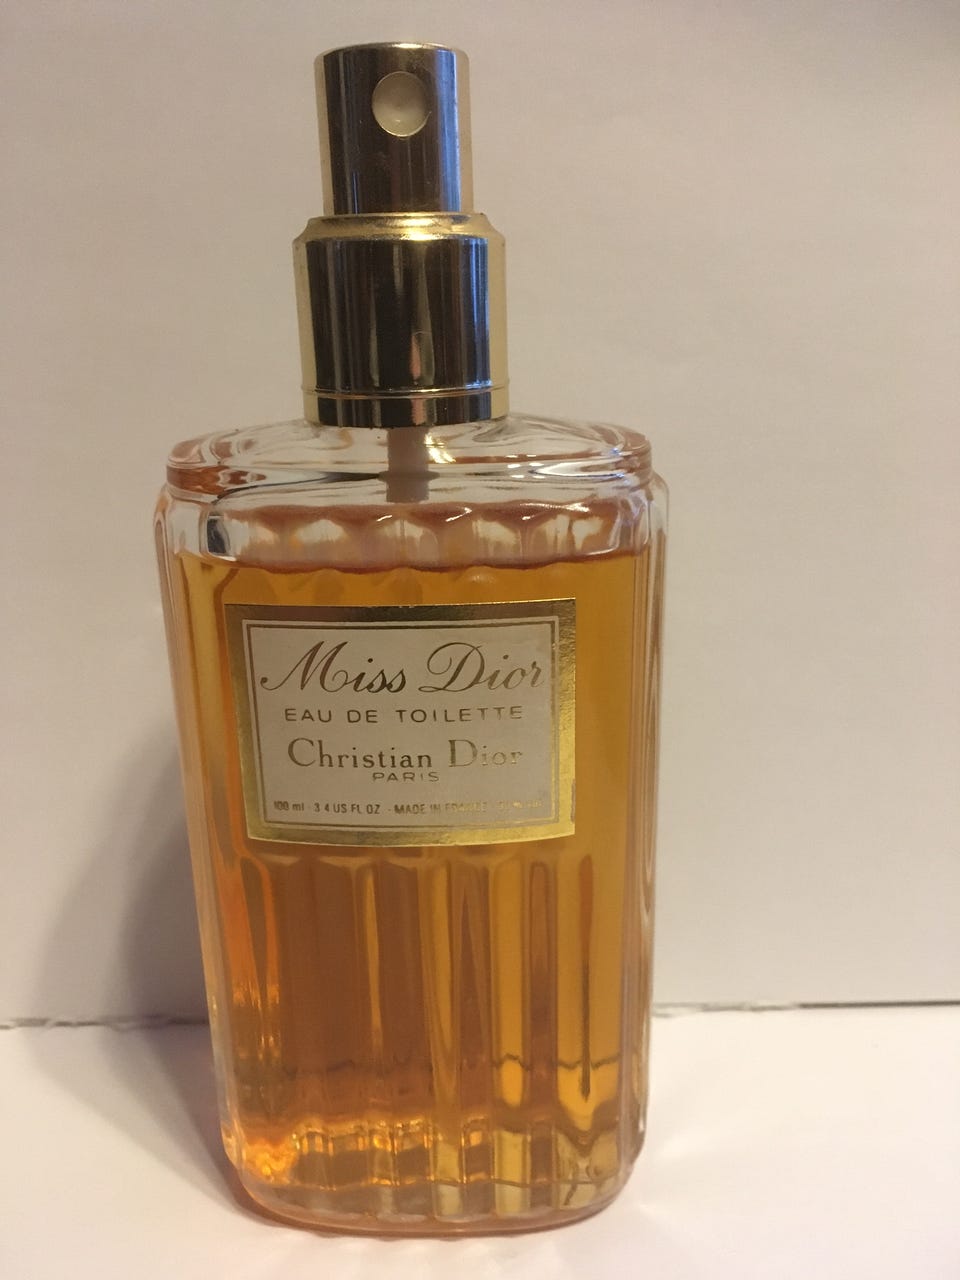 Miss Dior
EAU DE TOILETTE
Christian Dior
PARIS
100 ml - 3 4 US FL OZ - MADE IN FRANCE